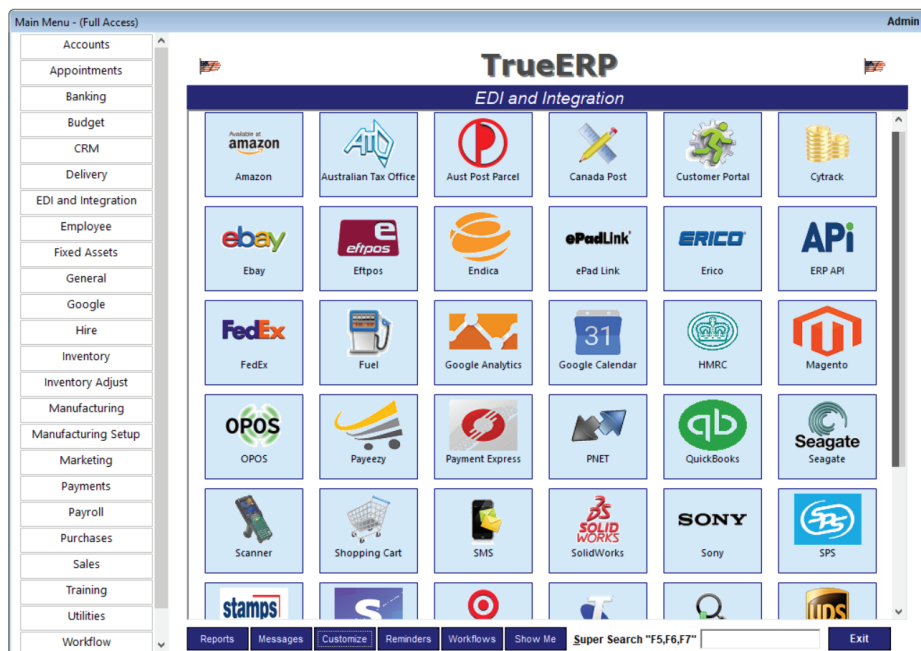 Main Menu - (Full Access)
Admin
Accounts
Appointments
Banking
Budget
CRM
Delivery
EDI and Integration
Employee
Fixed Assets
General
Google
Hire
Inventory
Inventory Adjust
Manufacturing
Manufacturing Setup
Marketing
Payments
Payroll
Purchases
Sales
Training
Utilities
Workflow
TrueERP
EDI and Integration
Available at
amazon
Amazon
ATO
Australian Tax Office
Aust Post Parcel
Canada Post
Customer Portal
Cytrack
ebay
Ebay
e
eftpos
Eftpos
Endica
ePadLink
ePad Link
ERICO
Erico
API
ERP API
FedEx
FedEx
Fuel
Google Analytics
31
Google Calendar
HMRC
Magento
OPOS
OPOS
Payeezy
Payment Express
PNET
qb
QuickBooks
Seagate
Seagate
Scanner
Shopping Cart
SMS
SOLID
WORKS
SolidWorks
SONY
Sony
SPS
SPS
stamps
S
T
UDS
Reports
Messages
Customize
Reminders
Workflows
Show Me
Super Search "F5,F6,F7"
Exit